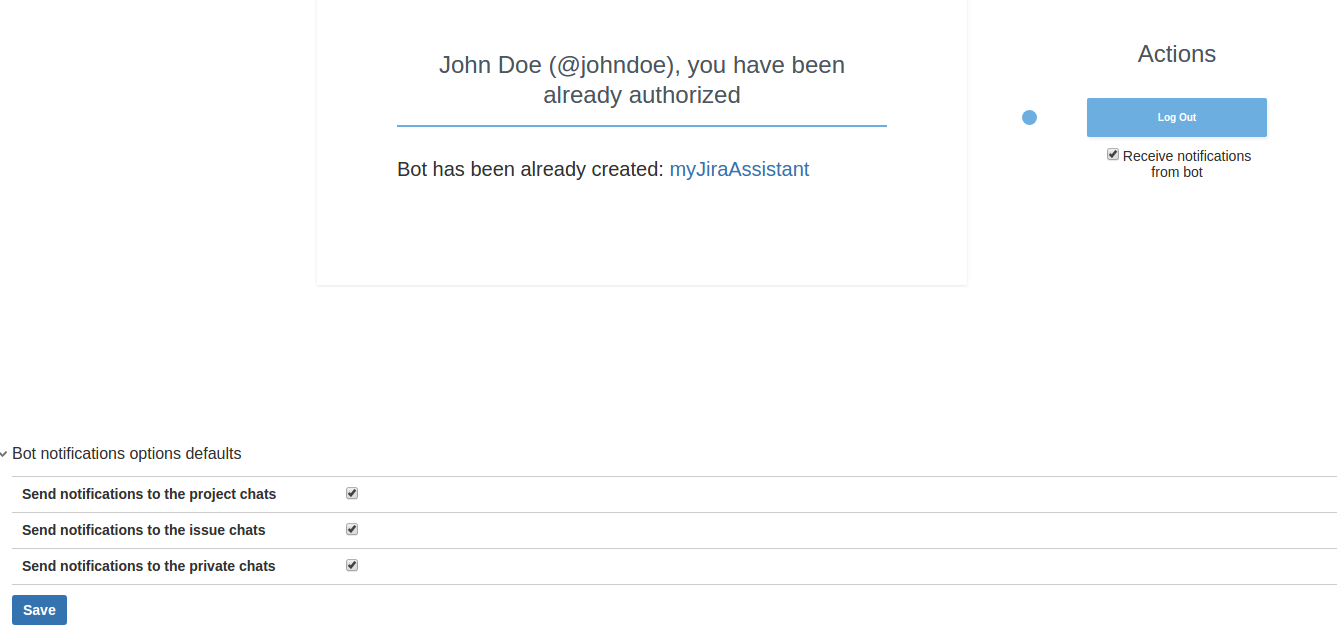 John Doe (@johndoe), you have been
already authorized
Bot has been already created: myJiraAssistant
Actions
Log Out
Receive notifications
from bot
Bot notifications options defaults
Send notifications to the project chats
Send notifications to the issue chats
Send notifications to the private chats
Save